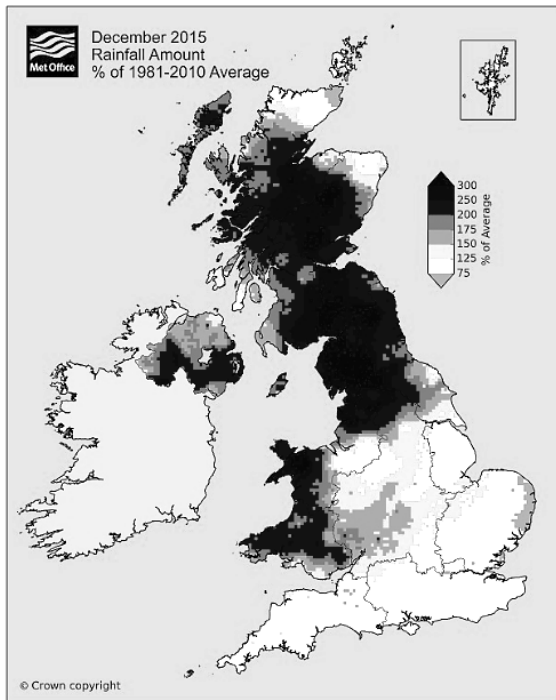 Met Office
December 2015
Rainfall Amount
% of 1981-2010 Average
300
250
200
175
150
125
75
% of Average
© Crown copyright